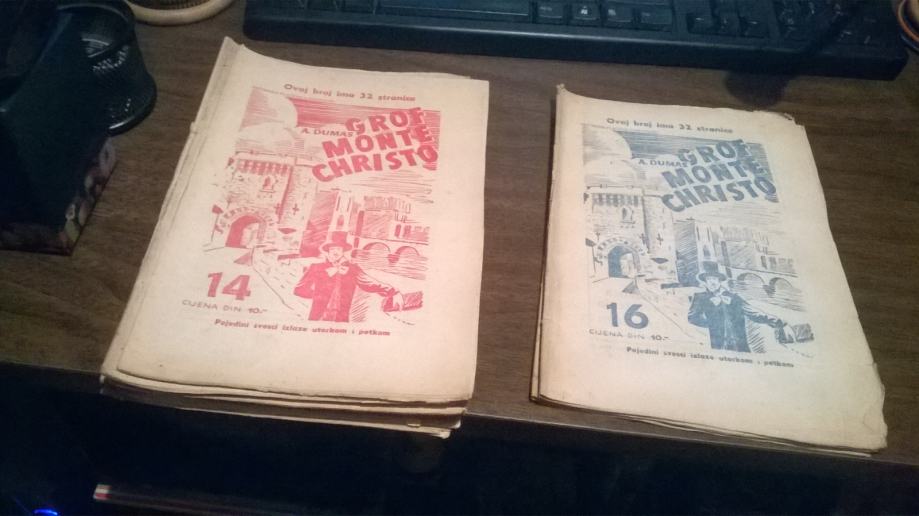 Ovaj broj ima 32 stranice
A. DUMAS GROF
MONTE
CHRISTO
14
CIJENA DIN 10.-
Pojedini svesci izlaze utorkom i petkom
Ovaj broj ima 32 stranice
A. DUMAS GROF
MONTE
CHRISTO
16
CIJENA DIN 10.-
Pojedini svesci izlaze utorkom i petkom